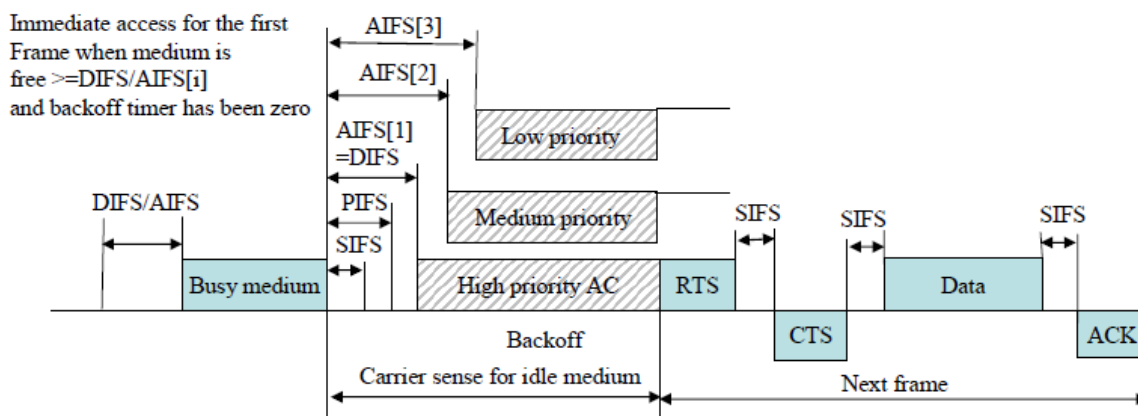 Immediate access for the first
Frame when medium is
free >=DIFS/AIFS[i]
and backoff timer has been zero
AIFS[3]
AIFS[2]
AIFS[1]
=DIFS
Low priority
DIFS/AIFS
PIFS
SIFS
Medium priority
SIFS
SIFS
SIFS
Busy medium
High priority AC
RTS
Data
CTS
ACK
Backoff
Carrier sense for idle medium
Next frame